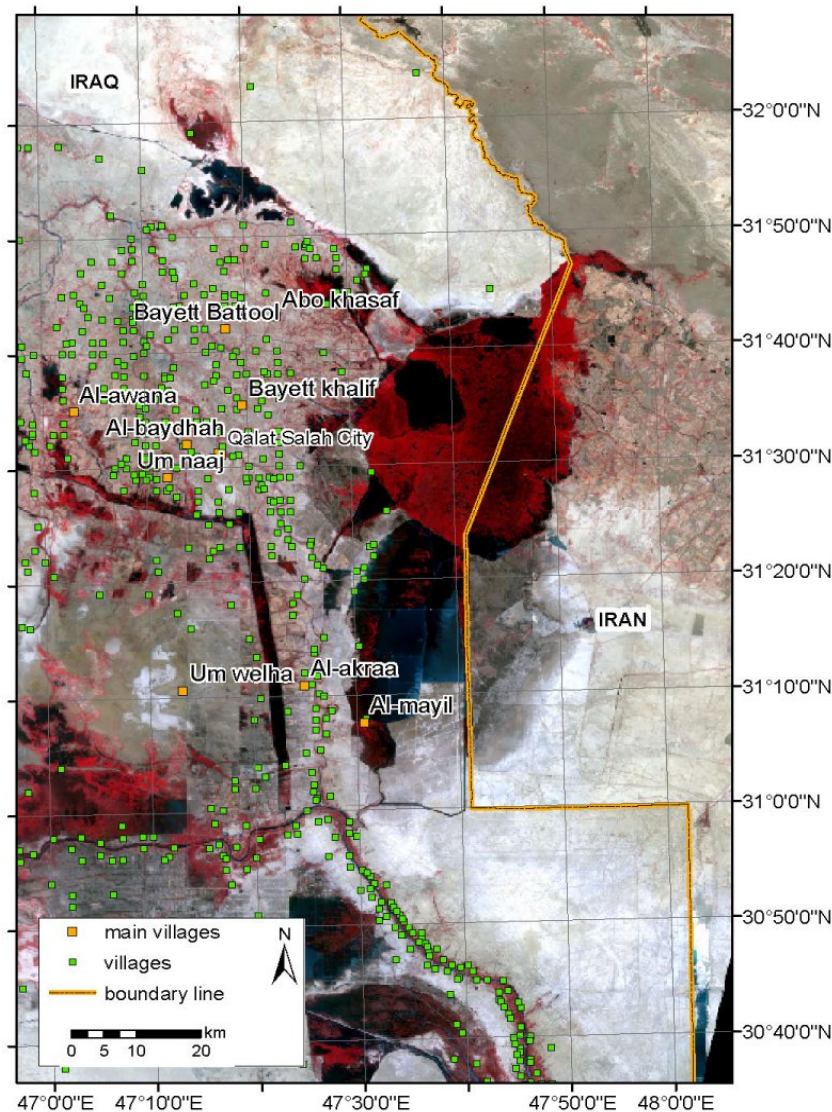 IRAQ
32°0'0"N
31°50'0"N
Abo khasaf
Bayett Battool
31°40'0"N
Bayett khalif
Al-awana
Al-baydhah
Qalat-Salah City
Um naaj
31°30'0"N
31°20'0"N
IRAN
Um welha
Al-akraa
31°10'0"N
Al-mayil
31°0'0"N
30°50'0"N
main villages
N
villages
boundary line
km
0 5 10 20
30°40'0"N
47°0'0"E 47°10'0"E 47°30'0"E 47°50'0"E 48°0'0"E